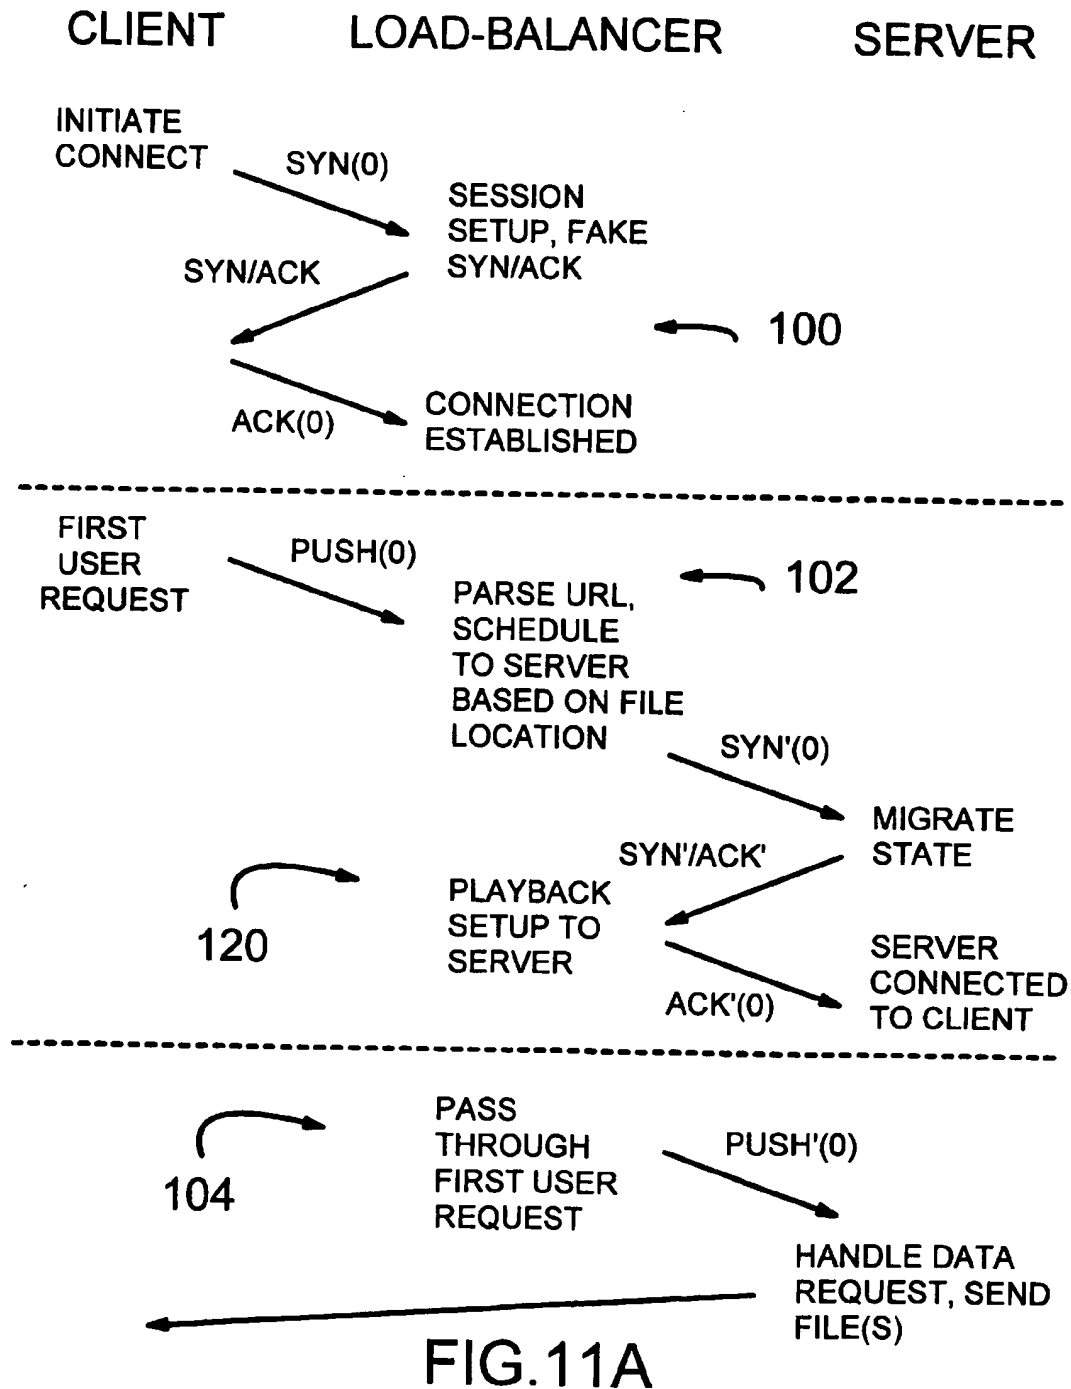 CLIENT LOAD-BALANCER SERVER
INITIATE
CONNECT
SYN(0)
SESSION
SETUP, FAKE
SYN/ACK
SYN/ACK
100
ACK(0)
CONNECTION
ESTABLISHED
FIRST
USER
REQUEST
PUSH(0)
102
PARSE URL,
SCHEDULE
TO SERVER
BASED ON FILE
LOCATION
SYN'(0)
MIGRATE
STATE
SYN'/ACK'
120
PLAYBACK
SETUP TO
SERVER
ACK'(0)
SERVER
CONNECTED
TO CLIENT
104
PASS
THROUGH
FIRST USER
REQUEST
PUSH'(0)
HANDLE DATA
REQUEST, SEND
FILE(S)
FIG.11A